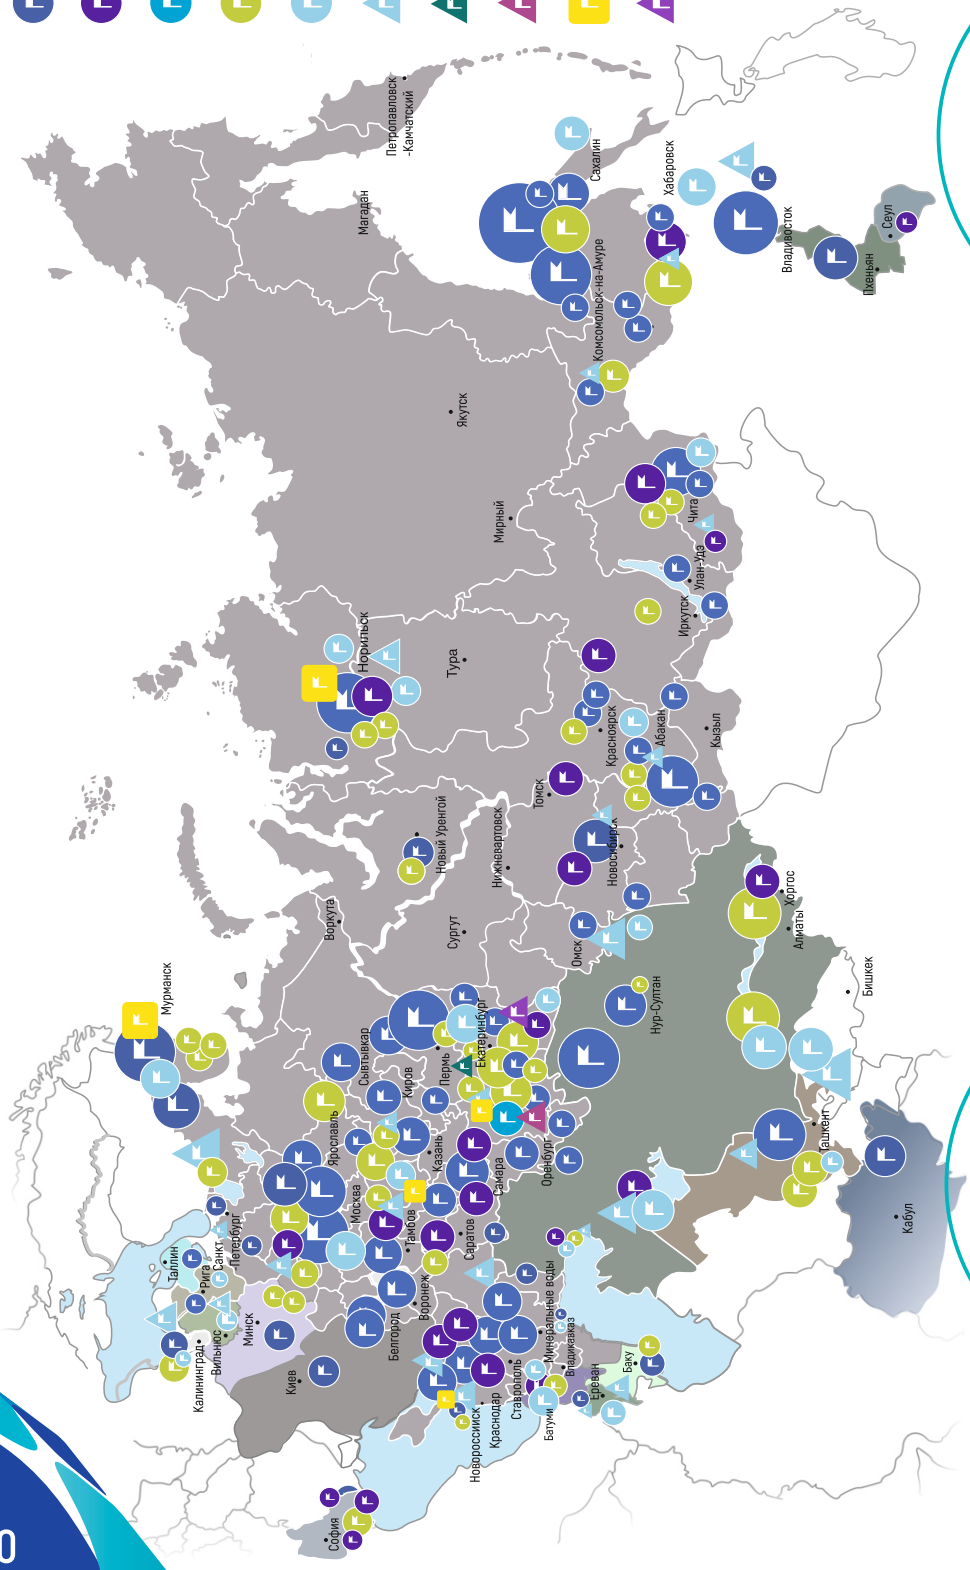 Петропавловск
-Камчатский
Магадан
Сахалин
Хабаровск
Комсомольск-на-Амуре
Владивосток
Сеул
Пхеньян
Якутск
Мирный
Чита
Улан-Удэ
Иркутск
Норильск
Тура
Красноярск
Абакан
Кызыл
Томск
Новосибирск
Новый Уренгой
Нижневартовск
Сургут
Воркута
Омск
Хоргос
Алматы
Бишкек
Нур-Султан
Мурманск
Сывтывкар
Екатеринбург
Пермь
Киров
Ярославль
Казань
Самара
Оренбург
Ташкент
Кабул
Москва
Тамбов
Саратов
Санкт
-Петербург
Таллин
Рига
Вильнюс
Калининград
Минск
Киев
Белгород
Воронеж
Минеральные воды
Владикавказ
Ставрополь
Краснодар
Новороссийск
Батуми
Ереван
Баку
София
0